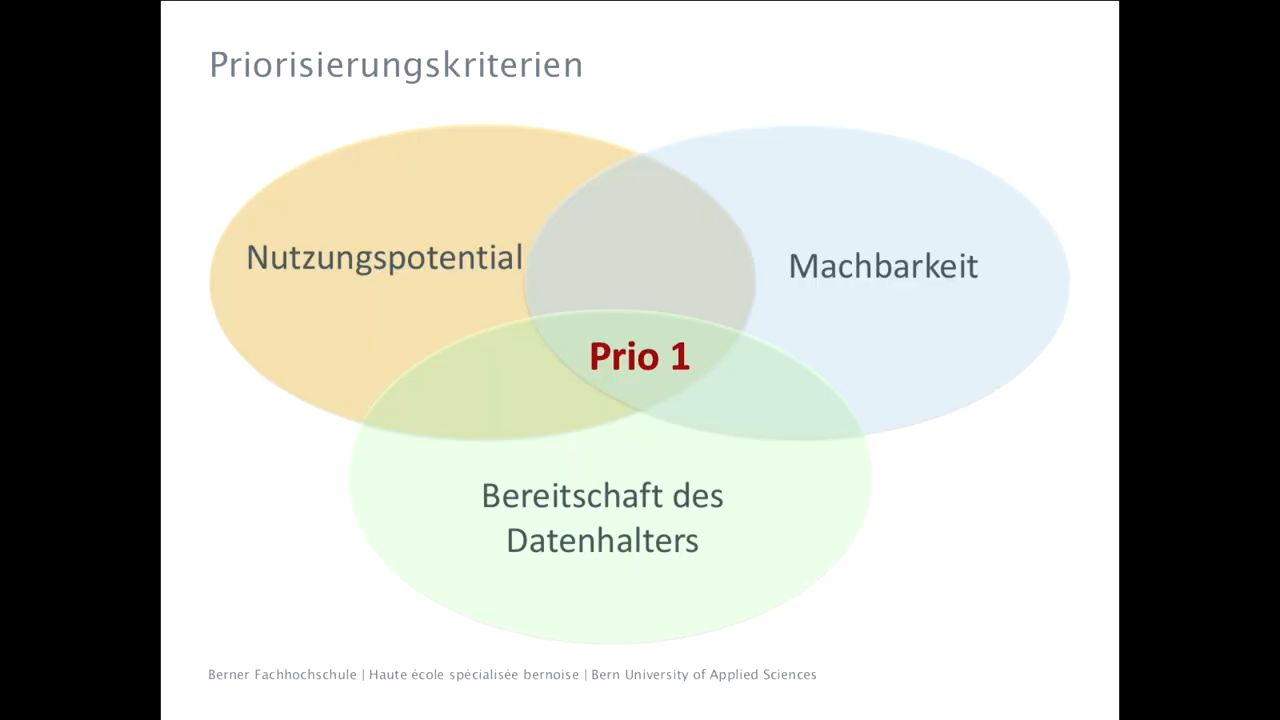 Priorisierungskriterien
Nutzungspotential
Machbarkeit
Prio 1
Bereitschaft des
Datenhalters
Berner Fachhochschule | Haute école spécialisée bernoise | Bern University of Applied Sciences